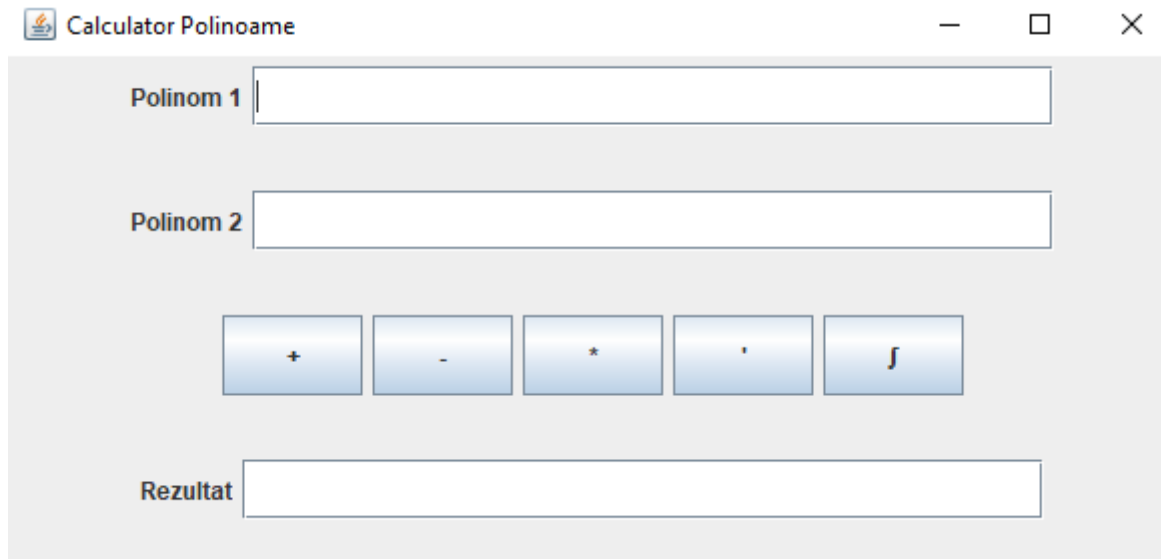 Calculator Polinoame
Polinom 1
Polinom 2
+ - * ' ∫
Rezultat